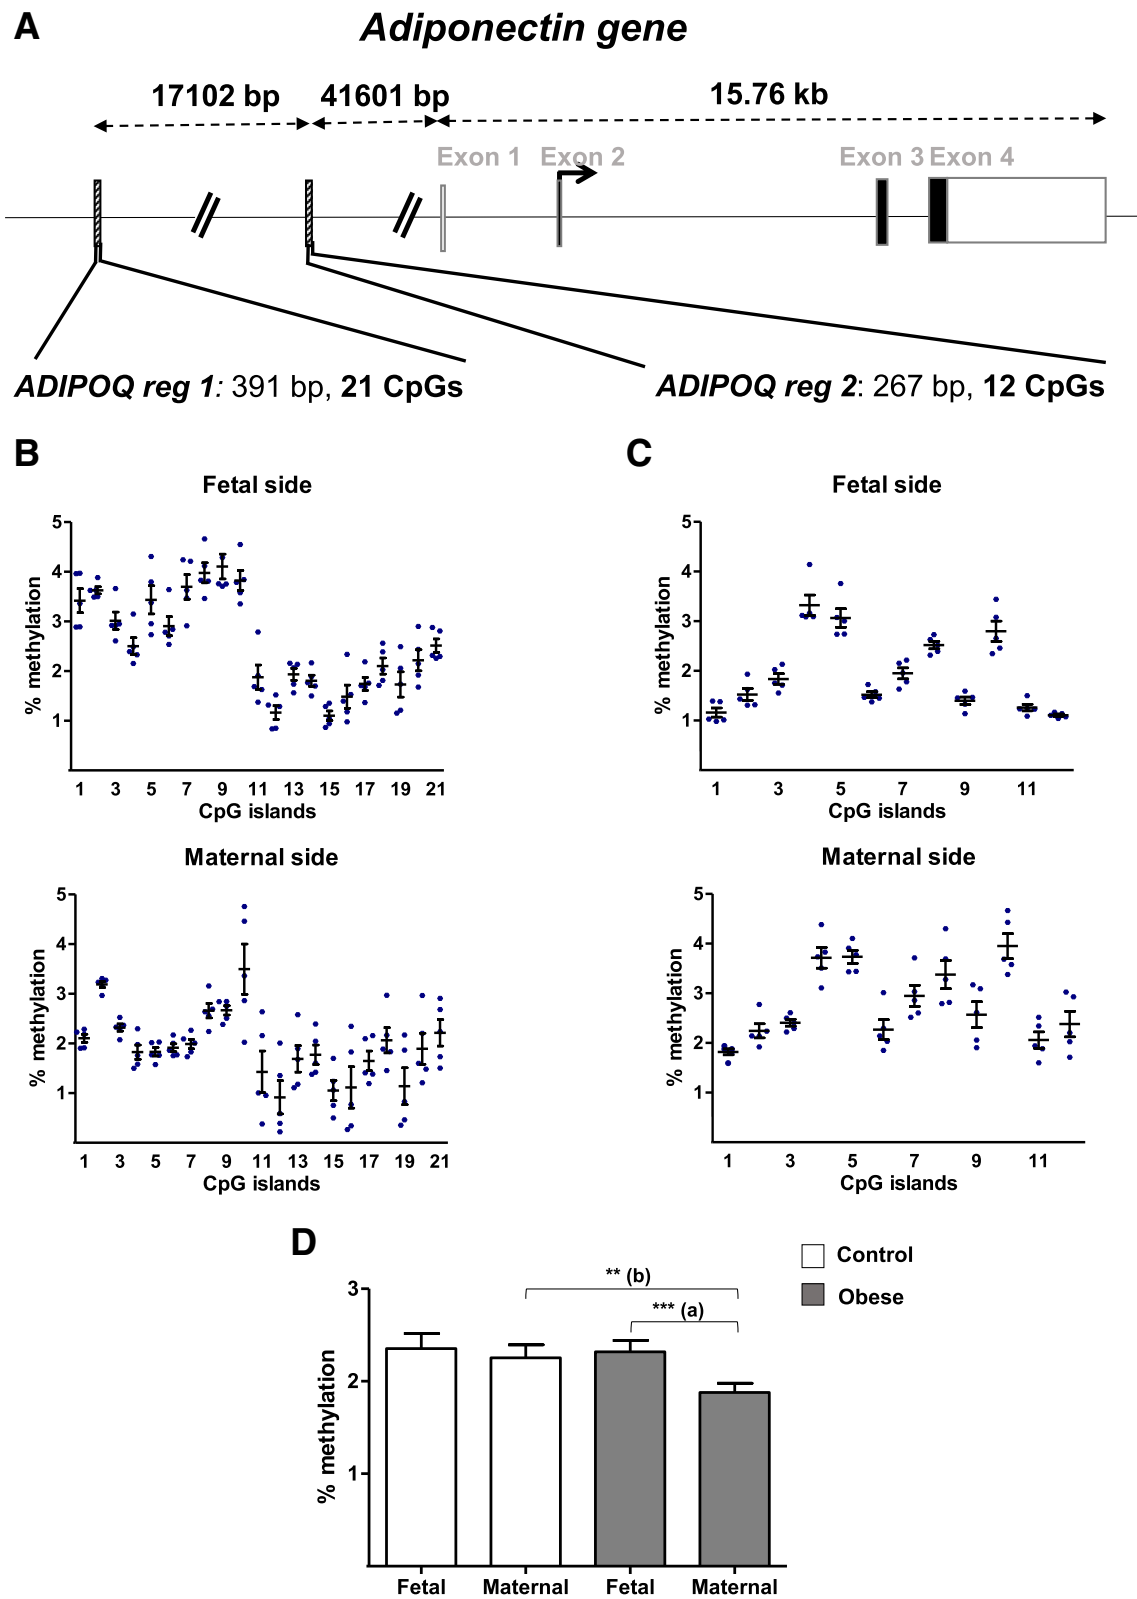 A
Adiponectin gene
17102 bp 41601 bp 15.76 kb
Exon 1 Exon 2 Exon 3 Exon 4
ADIPOQ reg 1: 391 bp, 21 CpGs ADIPOQ reg 2: 267 bp, 12 CpGs
B
Fetal side
% methylation
5
4
3
2
1
1 3 5 7 9 11 13 15 17 19 21
CpG islands
Maternal side
% methylation
5
4
3
2
1
1 3 5 7 9 11 13 15 17 19 21
CpG islands
C
Fetal side
% methylation
5
4
3
2
1
1 3 5 7 9 11
CpG islands
Maternal side
% methylation
5
4
3
2
1
1 3 5 7 9 11
CpG islands
D
Control
Obese
** (b)
*** (a)
% methylation
3
2
1
Fetal Maternal Fetal Maternal